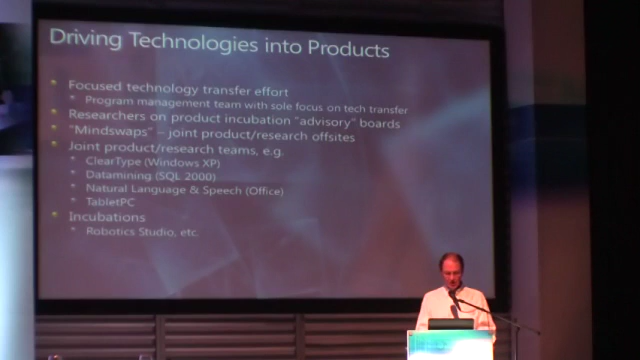 Driving Technologies into Products
Focused technology transfer effort
Program management team with sole focus on tech transfer
Researchers on product incubation "advisory" boards
"Mindswaps" – joint product/research offsites
Joint product/research teams, e.g.
ClearType (Windows XP)
Datamining (SQL 2000)
Natural Language & Speech (Office)
TabletPC
Incubations
Robotics Studio, etc.